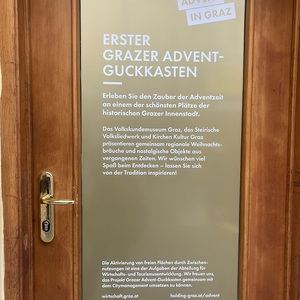 ADVENT
IN GRAZ
ERSTER
GRAZER ADVENT-
GUCKKASTEN
Erleben Sie den Zauber der Adventzeit
an einem der schönsten Plätze der
historischen Grazer Innenstadt.
Das Volkskundemuseum Graz, das Steirische
Volksliedwerk und Kirchen Kultur Graz
präsentieren gemeinsam regionale Weihnachts-
bräuche und nostalgische Objekte aus
vergangenen Zeiten. Wir wünschen viel
Spaß beim Entdecken – lassen Sie sich
von der Tradition inspirieren!
Die Aktivierung von freien Flächen durch Zwischen-
nutzungen ist eine der Aufgaben der Abteilung für
Wirtschafts- und Tourismusentwicklung. Wir freuen uns,
das Projekt Grazer Advent-Guckkasten gemeinsam mit
dem Citymanagement umsetzen zu können.
wirtschaft.graz.at holding-graz.at/advent